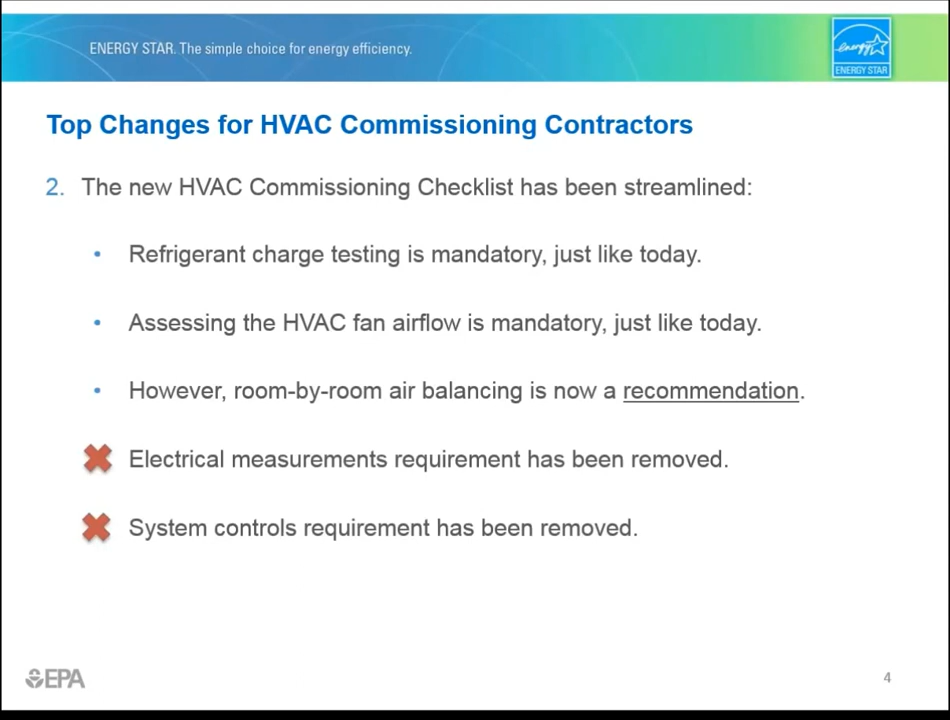 ENERGY STAR. The simple choice for energy efficiency.
energy
ENERGY STAR
Top Changes for HVAC Commissioning Contractors
2. The new HVAC Commissioning Checklist has been streamlined:
• Refrigerant charge testing is mandatory, just like today.
• Assessing the HVAC fan airflow is mandatory, just like today.
• However, room-by-room air balancing is now a recommendation.
Electrical measurements requirement has been removed.
System controls requirement has been removed.
EPA
4